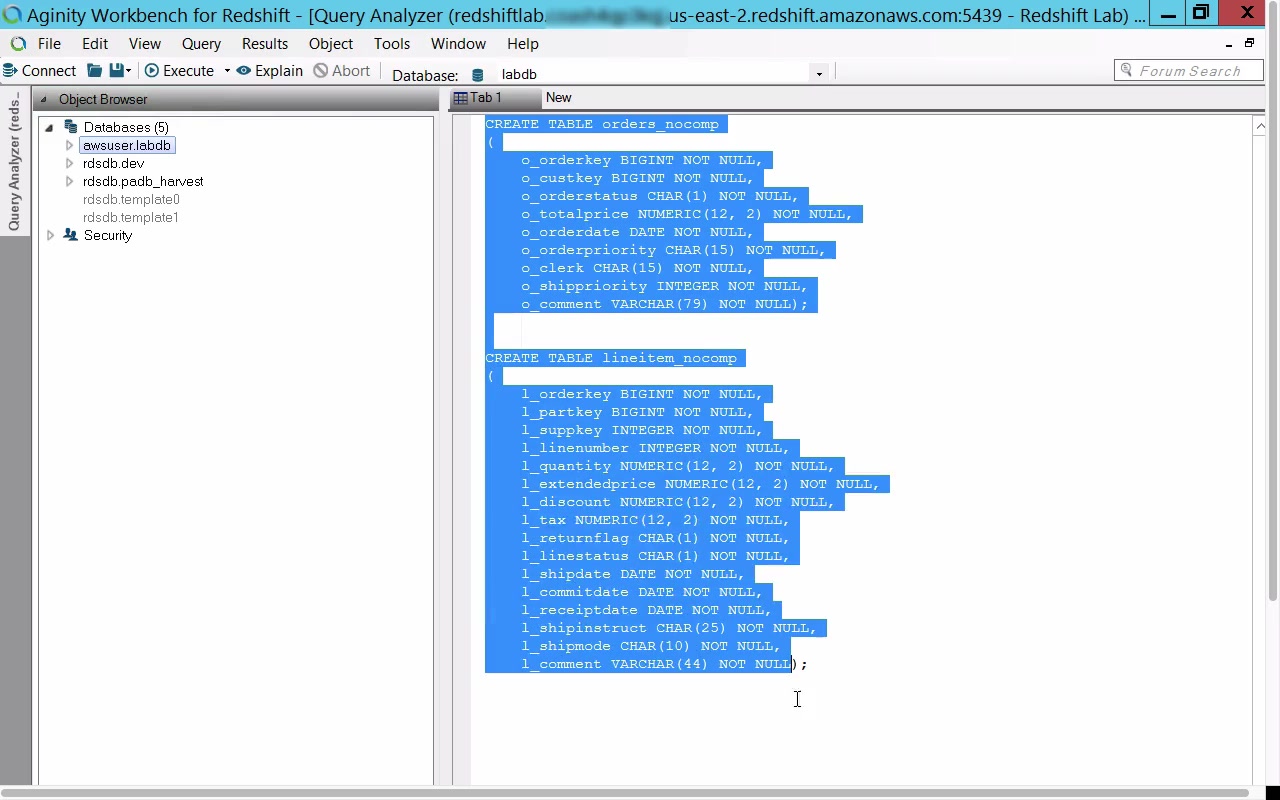 Aginity Workbench for Redshift - [Query Analyzer (redshiftlab. us-east-2.redshift.amazonaws.com:5439 - Redshift Lab) ...
File Edit View Query Results Object Tools Window Help
Connect Execute Explain Abort Database: labdb Forum Search
Query Analyzer (reds...
Object Browser
Databases (5)
awsuser.labdb
rdsdb.dev
rdsdb.padb_harvest
rdsdb.template0
rdsdb.template1
Security
Tab 1 New
CREATE TABLE orders_nocomp
(
o_orderkey BIGINT NOT NULL,
o_custkey BIGINT NOT NULL,
o_orderstatus CHAR(1) NOT NULL,
o_totalprice NUMERIC(12, 2) NOT NULL,
o_orderdate DATE NOT NULL,
o_orderpriority CHAR(15) NOT NULL,
o_clerk CHAR(15) NOT NULL,
o_shippriority INTEGER NOT NULL,
o_comment VARCHAR(79) NOT NULL);
CREATE TABLE lineitem_nocomp
(
l_orderkey BIGINT NOT NULL,
l_partkey BIGINT NOT NULL,
l_suppkey INTEGER NOT NULL,
l_linenumber INTEGER NOT NULL,
l_quantity NUMERIC(12, 2) NOT NULL,
l_extendedprice NUMERIC(12, 2) NOT NULL,
l_discount NUMERIC(12, 2) NOT NULL,
l_tax NUMERIC(12, 2) NOT NULL,
l_returnflag CHAR(1) NOT NULL,
l_linestatus CHAR(1) NOT NULL,
l_shipdate DATE NOT NULL,
l_commitdate DATE NOT NULL,
l_receiptdate DATE NOT NULL,
l_shipinstruct CHAR(25) NOT NULL,
l_shipmode CHAR(10) NOT NULL,
l_comment VARCHAR(44) NOT NULL);